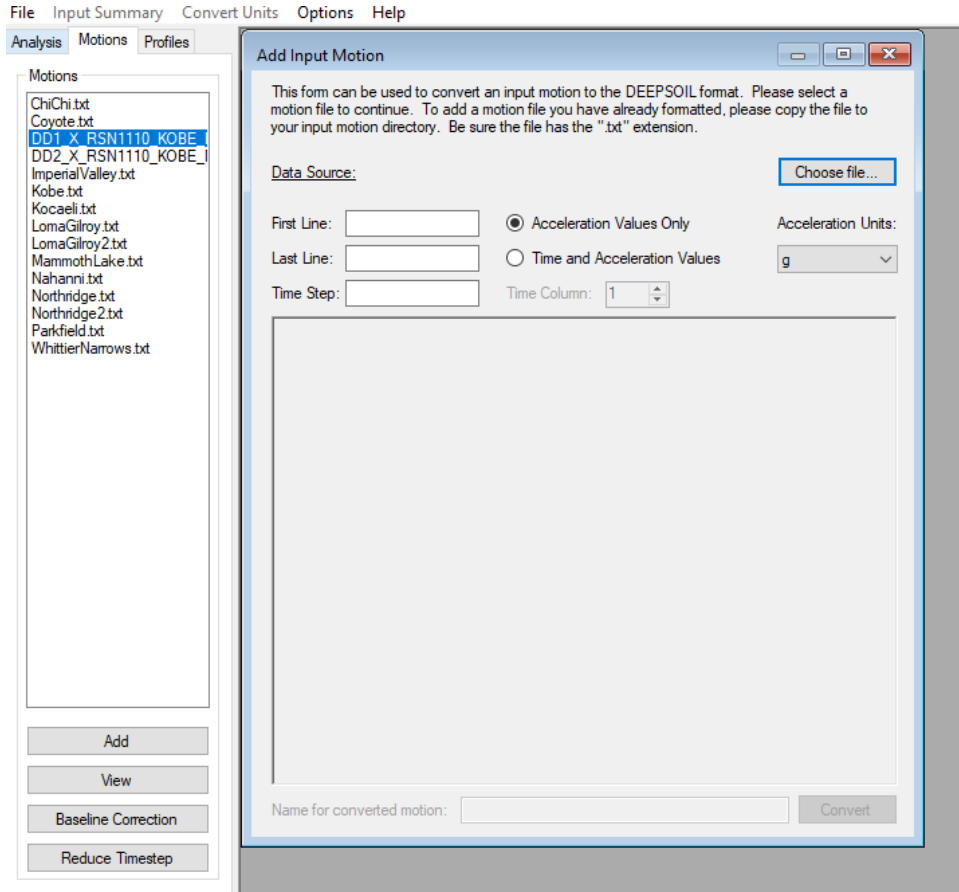 File Input Summary Convert Units Options Help
Analysis Motions Profiles
Motions
ChiChi.txt
Coyote.txt
DD1_X_RSN1110_KOBE_
DD2_X_RSN1110_KOBE_I
ImperialValley.txt
Kobe.txt
Kocaeli.txt
LomaGilroy.txt
LomaGilroy2.txt
MammothLake.txt
Nahanni.txt
Northridge.txt
Northridge2.txt
Parkfield.txt
WhittierNarrows.txt
Add
View
Baseline Correction
Reduce Timestep
Add Input Motion
This form can be used to convert an input motion to the DEEPSOIL format. Please select a
motion file to continue. To add a motion file you have already formatted, please copy the file to
your input motion directory. Be sure the file has the ".txt" extension.
Data Source:
Choose file...
First Line:
Acceleration Values Only
Acceleration Units:
Last Line:
Time and Acceleration Values
g
Time Step:
Time Column: 1
Name for converted motion:
Convert